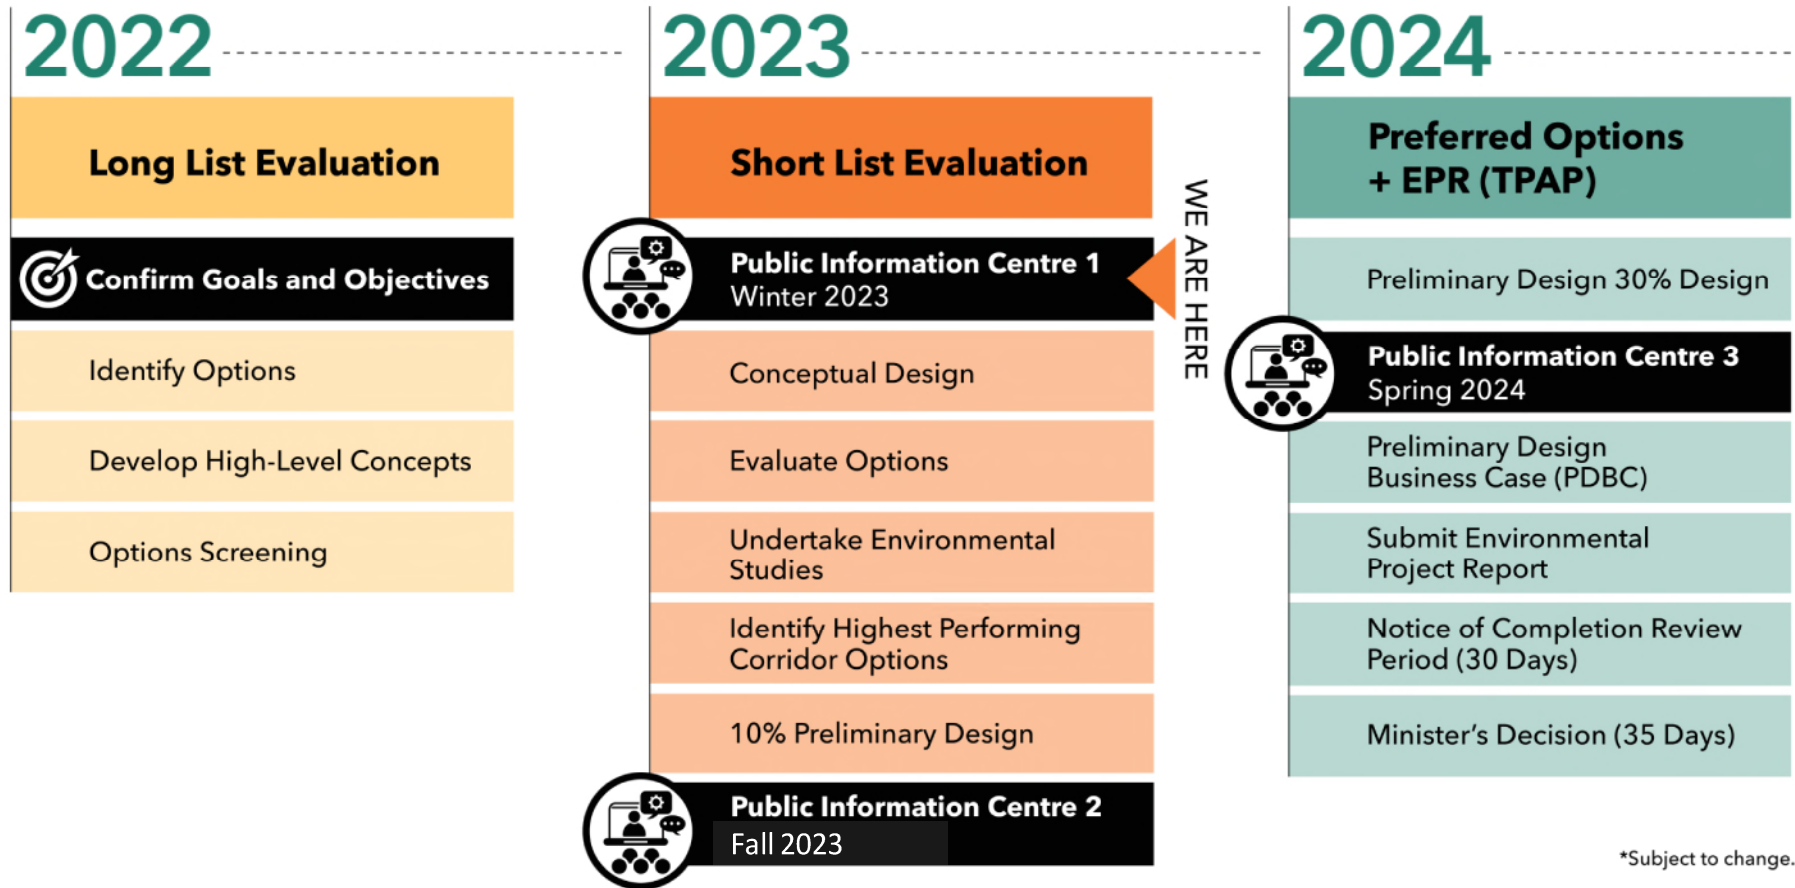 2022
Long List Evaluation
Confirm Goals and Objectives
Identify Options
Develop High-Level Concepts
Options Screening
2023
Short List Evaluation
Public Information Centre 1
Winter 2023
WE ARE HERE
Conceptual Design
Evaluate Options
Undertake Environmental
Studies
Identify Highest Performing
Corridor Options
10% Preliminary Design
Public Information Centre 2
Fall 2023
2024
Preferred Options
+ EPR (TPAP)
Preliminary Design 30% Design
Public Information Centre 3
Spring 2024
Preliminary Design
Business Case (PDBC)
Submit Environmental
Project Report
Notice of Completion Review
Period (30 Days)
Minister’s Decision (35 Days)
*Subject to change.